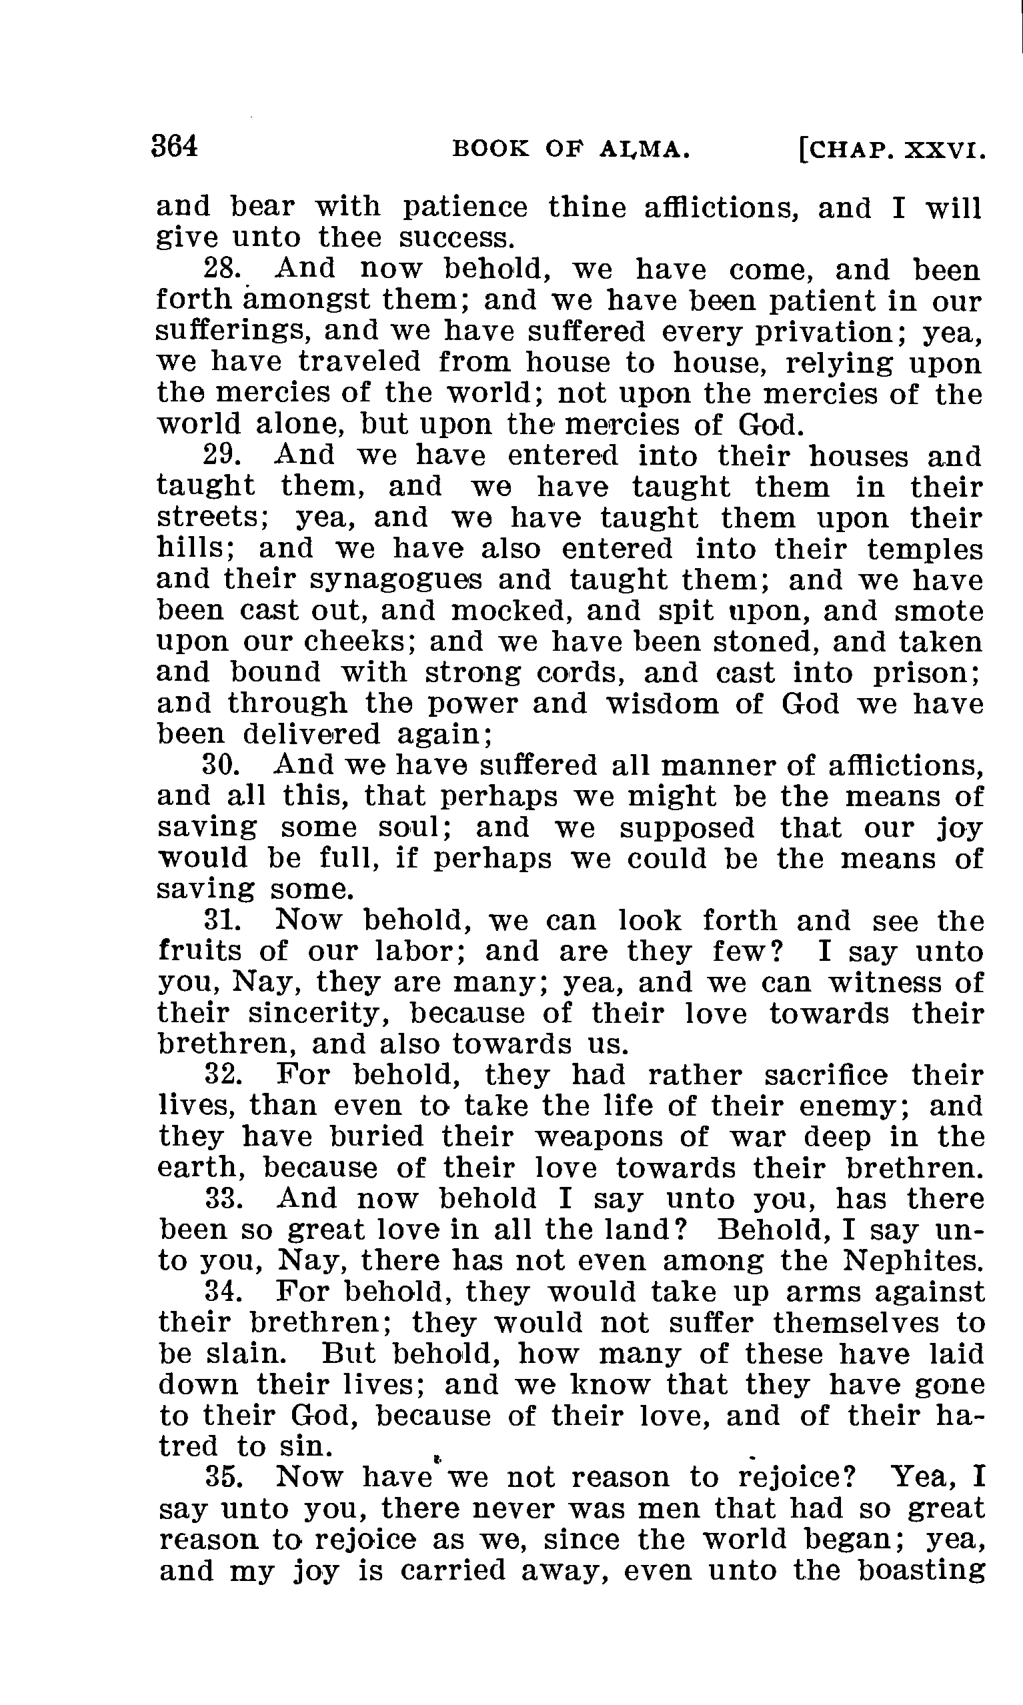 364 BOOK OF ALMA. [CHAP. XXVI.
and bear with patience thine afflictions, and I will
give unto thee success.
28. And now behold, we have come, and been
forth amongst them; and we have been patient in our
sufferings, and we have suffered every privation; yea,
we have traveled from house to house, relying upon
the mercies of the world; not upon the mercies of the
world alone, but upon the mercies of God.
29. And we have entered into their houses and
taught them, and we have taught them in their
streets; yea, and we have taught them upon their
hills; and we have also entered into their temples
and their synagogues and taught them; and we have
been cast out, and mocked, and spit upon, and smote
upon our cheeks; and we have been stoned, and taken
and bound with strong cords, and cast into prison;
and through the power and wisdom of God we have
been delivered again;
30. And we have suffered all manner of afflictions,
and all this, that perhaps we might be the means of
saving some soul; and we supposed that our joy
would be full, if perhaps we could be the means of
saving some.
31. Now behold, we can look forth and see the
fruits of our labor; and are they few? I say unto
you, Nay, they are many; yea, and we can witness of
their sincerity, because of their love towards their
brethren, and also towards us.
32. For behold, they had rather sacrifice their
lives, than even to take the life of their enemy; and
they have buried their weapons of war deep in the
earth, because of their love towards their brethren.
33. And now behold I say unto you, has there
been so great love in all the land? Behold, I say un-
to you, Nay, there has not even among the Nephites.
34. For behold, they would take up arms against
their brethren; they would not suffer themselves to
be slain. But behold, how many of these have laid
down their lives; and we know that they have gone
to their God, because of their love, and of their ha-
tred to sin.
35. Now have we not reason to rejoice? Yea, I
say unto you, there never was men that had so great
reason to rejoice as we, since the world began; yea,
and my joy is carried away, even unto the boasting